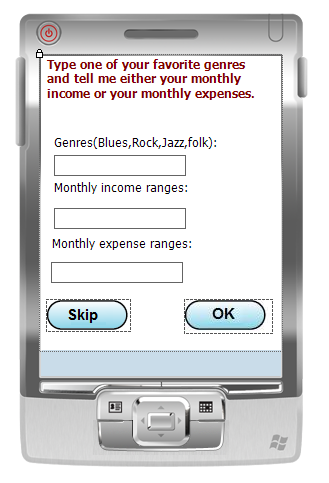 Type one of your favorite genres
and tell me either your monthly
income or your monthly expenses.
Genres(Blues,Rock,Jazz,folk):
Monthly income ranges:
Monthly expense ranges:
Skip
OK